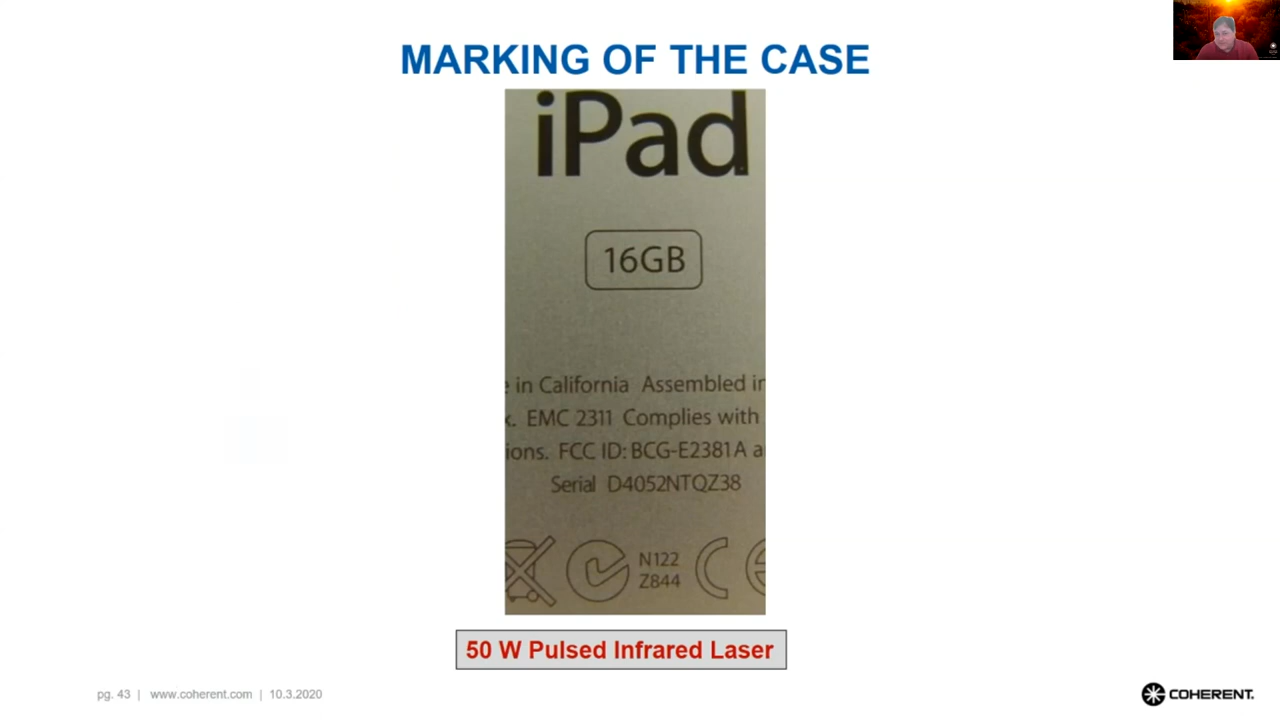 MARKING OF THE CASE
iPad
16GB
e in California Assembled in
x. EMC 2311 Complies with
ions. FCC ID: BCG-E2381A a
Serial D4052NTQZ38
N122
Z844
CE
50 W Pulsed Infrared Laser
pg. 43 | www.coherent.com | 10.3.2020
COHERENT.